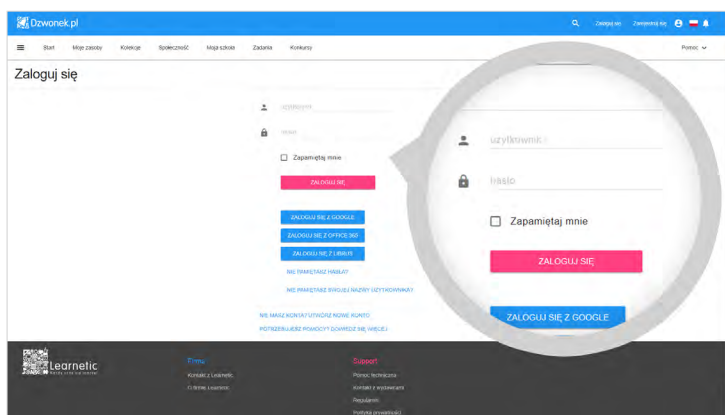 Dzwonek.pl
Zaloguj się Zarejestruj się
Start Moje zasoby Kolekcje Społeczność Moja szkoła Zadania Konkursy Pomoc
Zaloguj się
użytkownik
hasło
Zapamiętaj mnie
ZALOGUJ SIĘ
ZALOGUJ SIĘ Z GOOGLE
ZALOGUJ SIĘ Z OFFICE 365
ZALOGUJ SIĘ Z LIBRUS
NIE PAMIĘTASZ HASŁA?
NIE PAMIĘTASZ SWOJEJ NAZWY UŻYTKOWNIKA?
NIE MASZ KONTA? UTWÓRZ NOWE KONTO
POTRZEBUJESZ POMOCY? DOWIEDZ SIĘ WIĘCEJ
użytkownik
Hasło
Zapamiętaj mnie
ZALOGUJ SIĘ
ZALOGUJ SIĘ Z GOOGLE
Learnetic
Firma
Kontakt z Learnetic
O firmie Learnetic
Support
Pomoc techniczna
Kontakt z wydawcami
Regulamin
Polityka prywatności